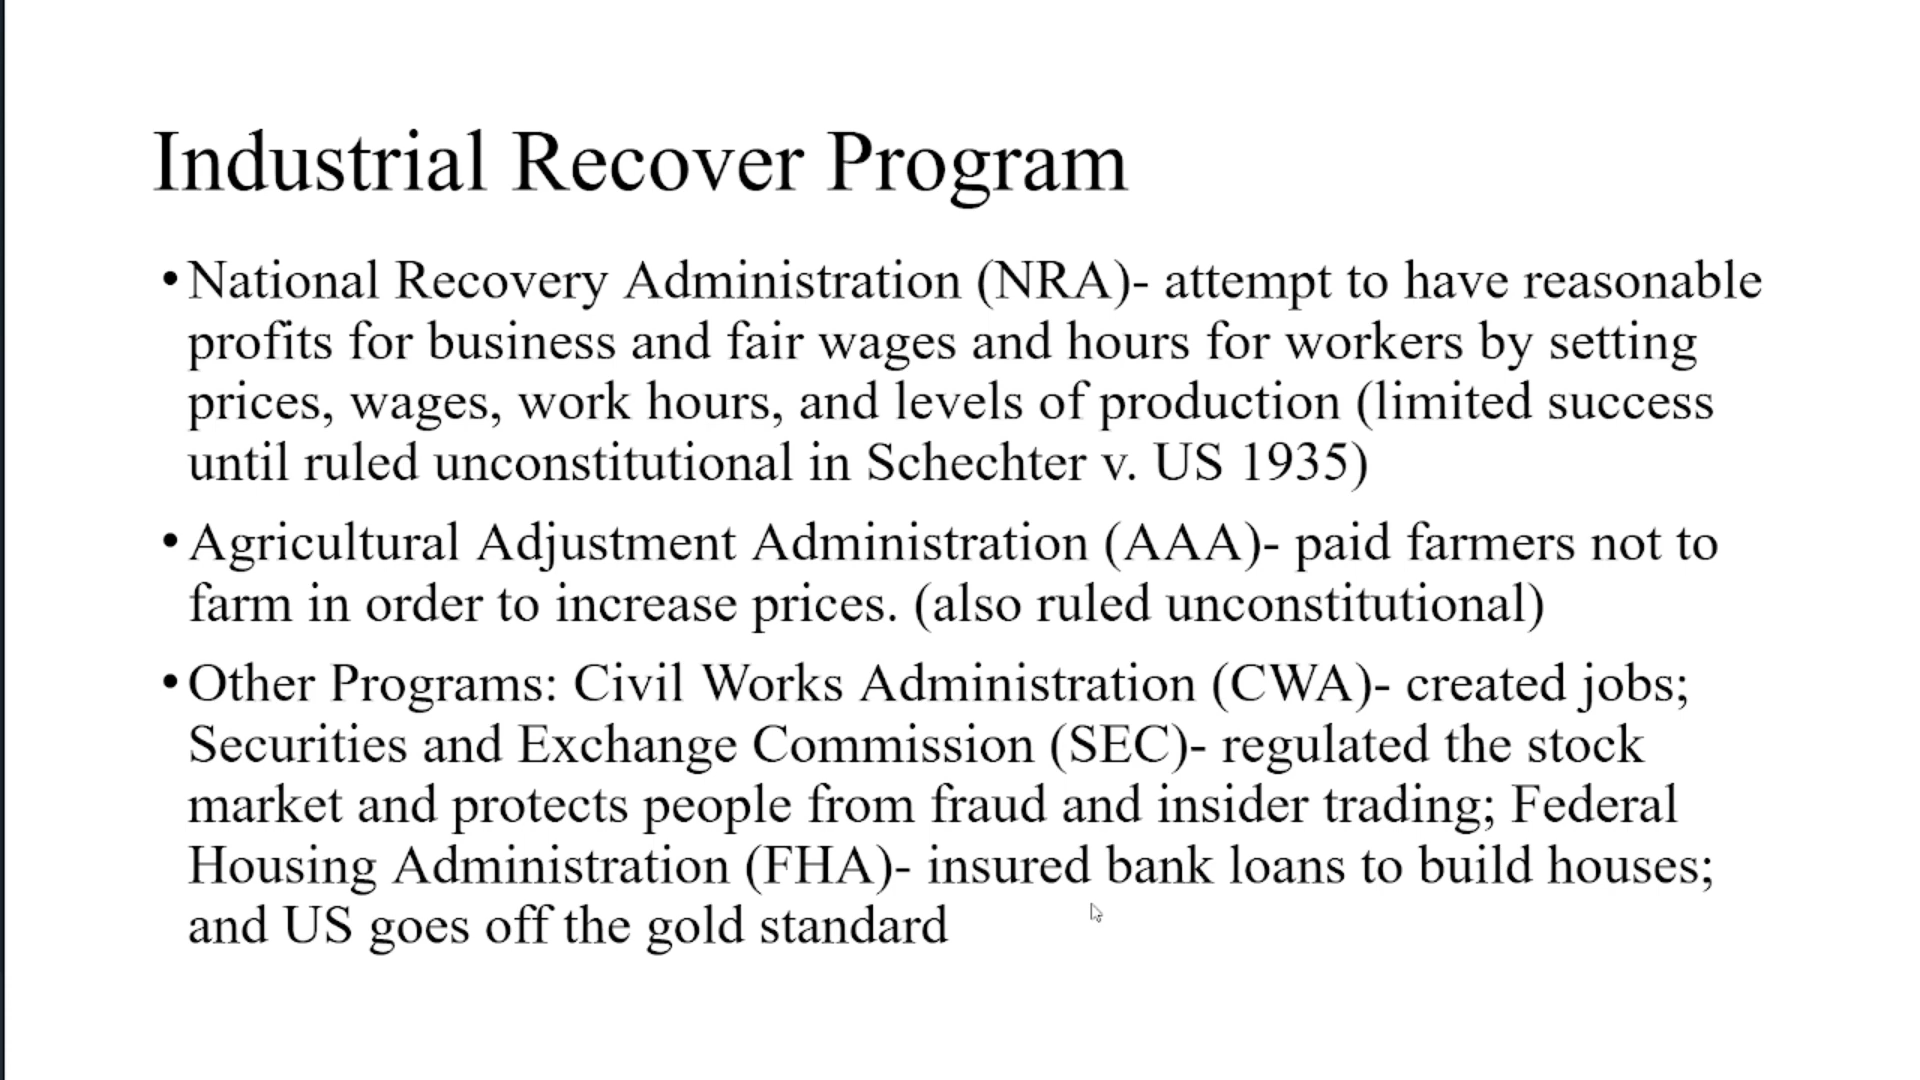 Industrial Recover Program
•National Recovery Administration (NRA)- attempt to have reasonable
profits for business and fair wages and hours for workers by setting
prices, wages, work hours, and levels of production (limited success
until ruled unconstitutional in Schechter v. US 1935)
•Agricultural Adjustment Administration (AAA)- paid farmers not to
farm in order to increase prices. (also ruled unconstitutional)
•Other Programs: Civil Works Administration (CWA)- created jobs;
Securities and Exchange Commission (SEC)- regulated the stock
market and protects people from fraud and insider trading; Federal
Housing Administration (FHA)- insured bank loans to build houses;
and US goes off the gold standard